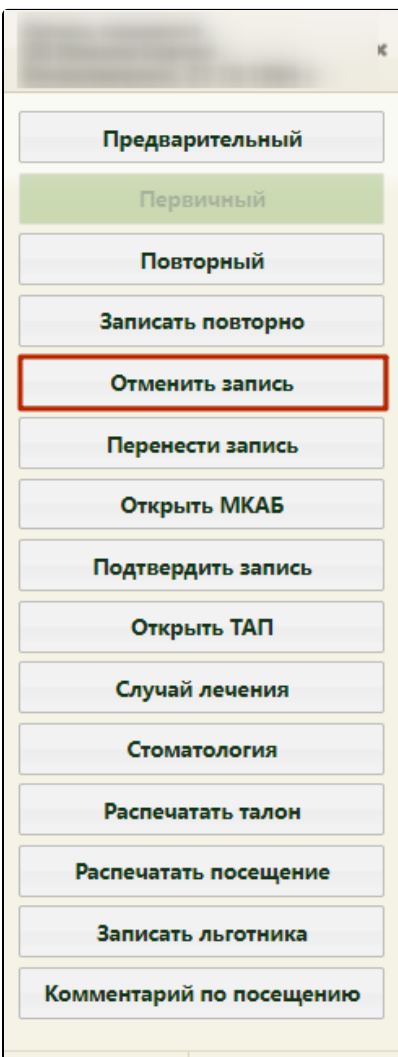 Предварительный
Первичный
Повторный
Записать повторно
Отменить запись
Перенести запись
Открыть МКАБ
Подтвердить запись
Открыть ТАП
Случай лечения
Стоматология
Распечатать талон
Распечатать посещение
Записать льготника
Комментарий по посещению